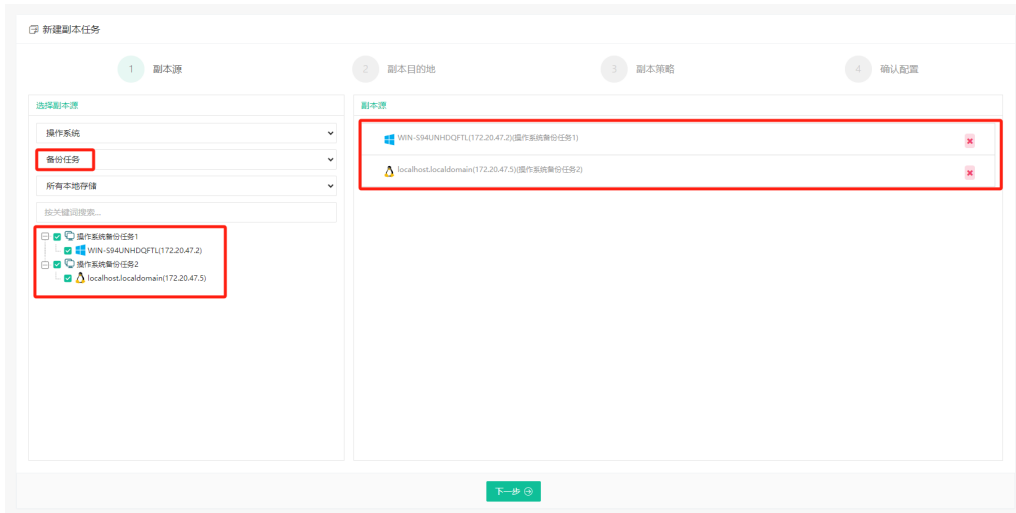 新建副本任务
1 副本源
2 副本目的地
3 副本策略
4 确认配置
选择副本源
操作系统
备份任务
所有本地存储
按关键词搜索...
操作系统备份任务1
WIN-S94UNHDQFTL(172.20.47.2)
操作系统备份任务2
localhost.localdomain(172.20.47.5)
副本源
WIN-S94UNHDQFTL(172.20.47.2)(操作系统备份任务1)
localhost.localdomain(172.20.47.5)(操作系统备份任务2)
下一步